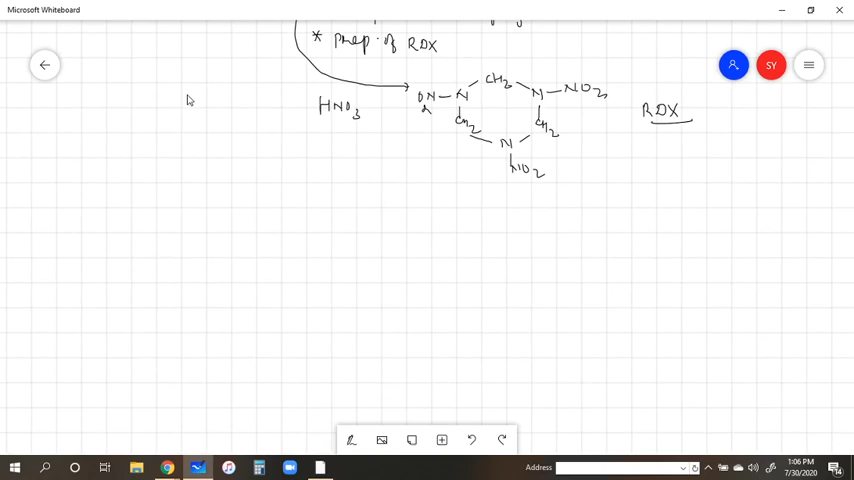 Microsoft Whiteboard
* prep. of RDX
SY
CH2
O2N-N
N-NO2
HNO3
RDX
CH2
CH2
N
NO2
Address
1:06 PM
7/30/2020
14